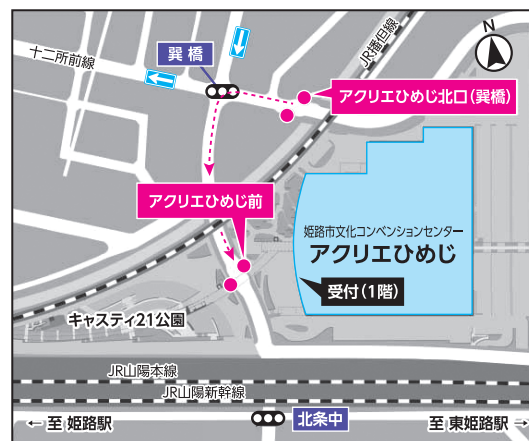 N
十二所前線
巽橋
JR播但線
アクリエひめじ北口(巽橋)
アクリエひめじ前
姫路市文化コンベンションセンター
アクリエひめじ
受付(1階)
キャスティ21公園
JR山陽本線
JR山陽新幹線
← 至 姫路駅
北条中
至 東姫路駅 →